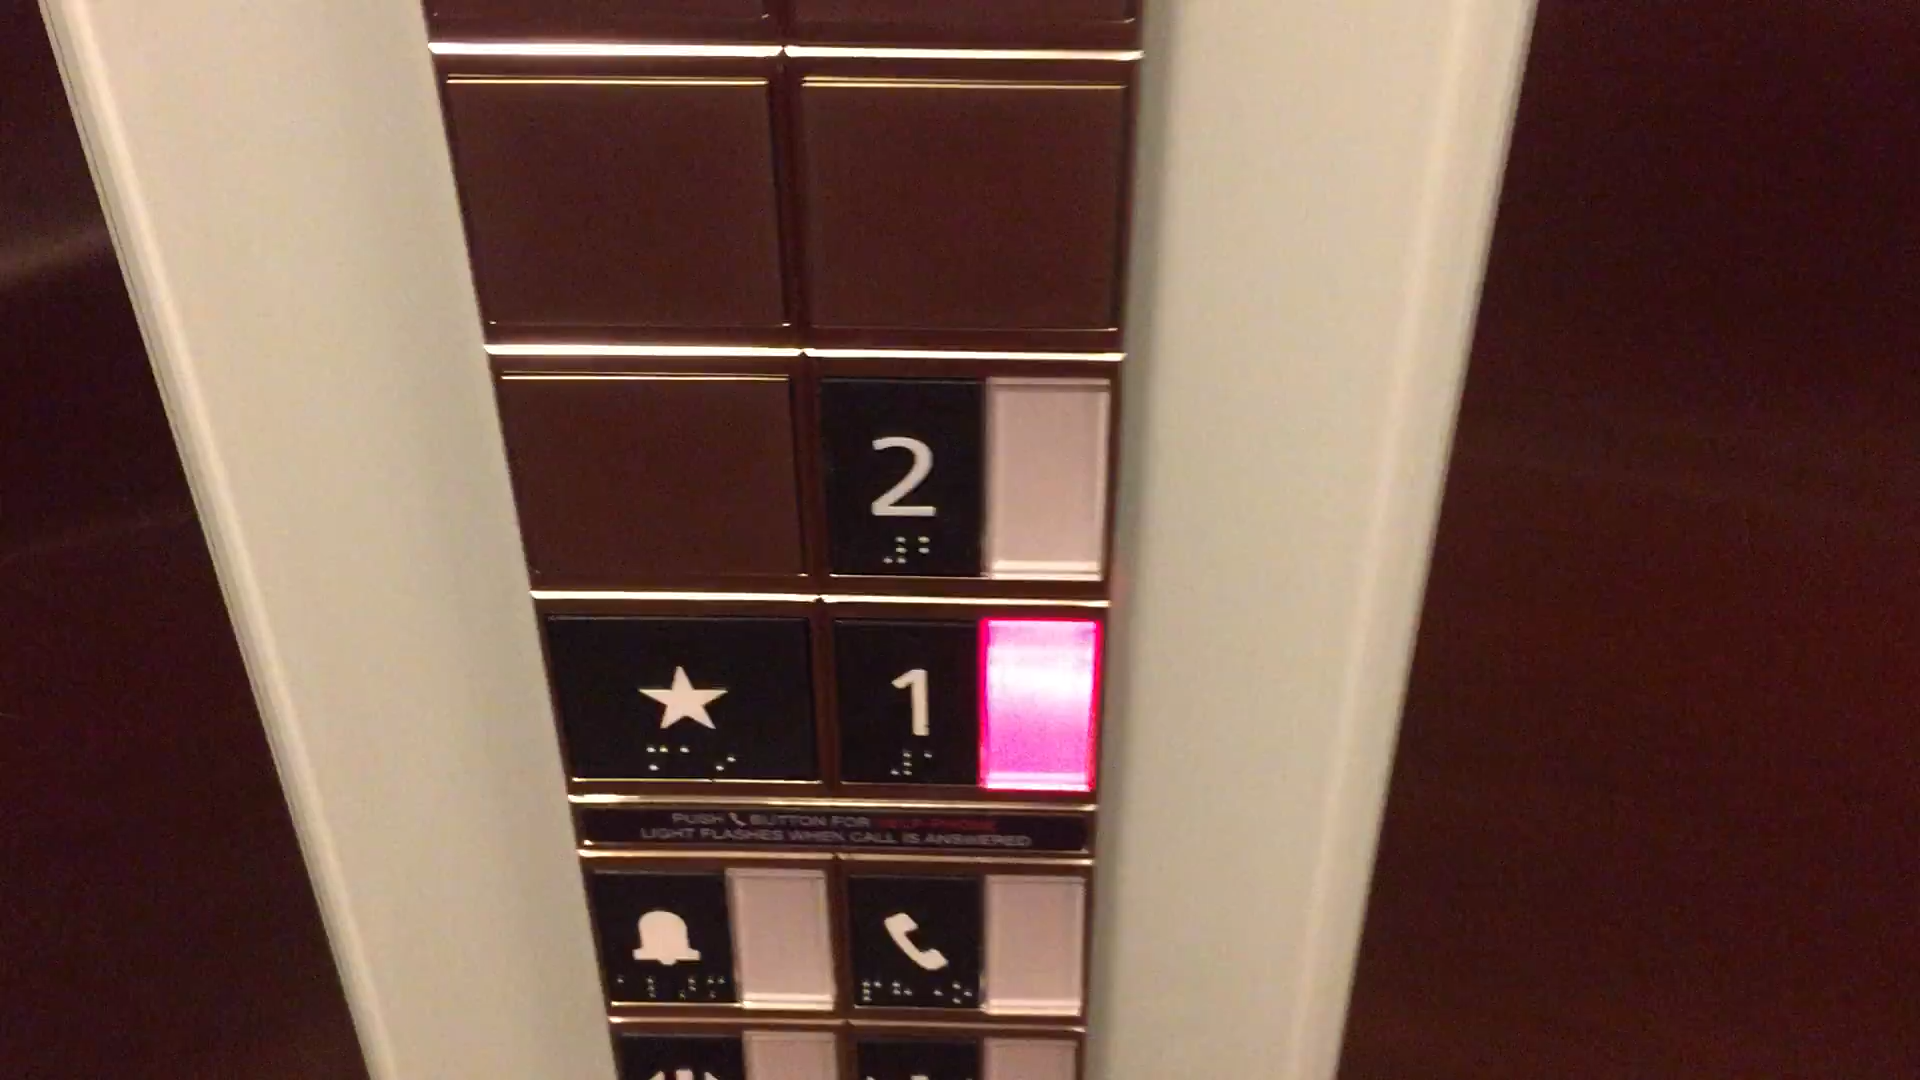 2
1
PUSH BUTTON FOR HELP PHONE
LIGHT FLASHES WHEN CALL IS ANSWERED